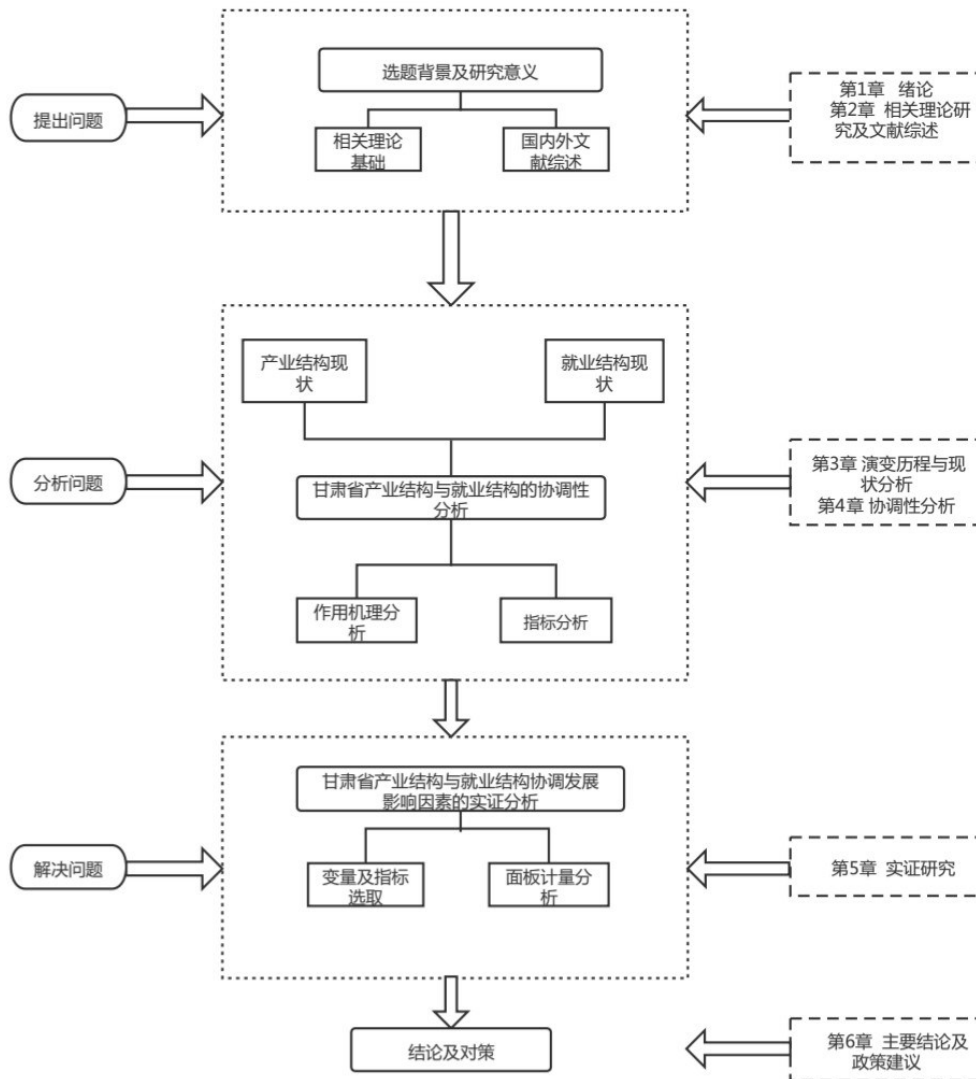 选题背景及研究意义
提出问题
相关理论
基础
国内外文
献综述
第1章 绪论
第2章 相关理论研
究及文献综述
产业结构现
状
就业结构现
状
分析问题
甘肃省产业结构与就业结构的协调性
分析
第3章 演变历程与现
状分析
第4章 协调性分析
作用机理分
析
指标分析
甘肃省产业结构与就业结构协调发展
影响因素的实证分析
解决问题
变量及指标
选取
面板计量分
析
第5章 实证研究
结论及对策
第6章 主要结论及
政策建议